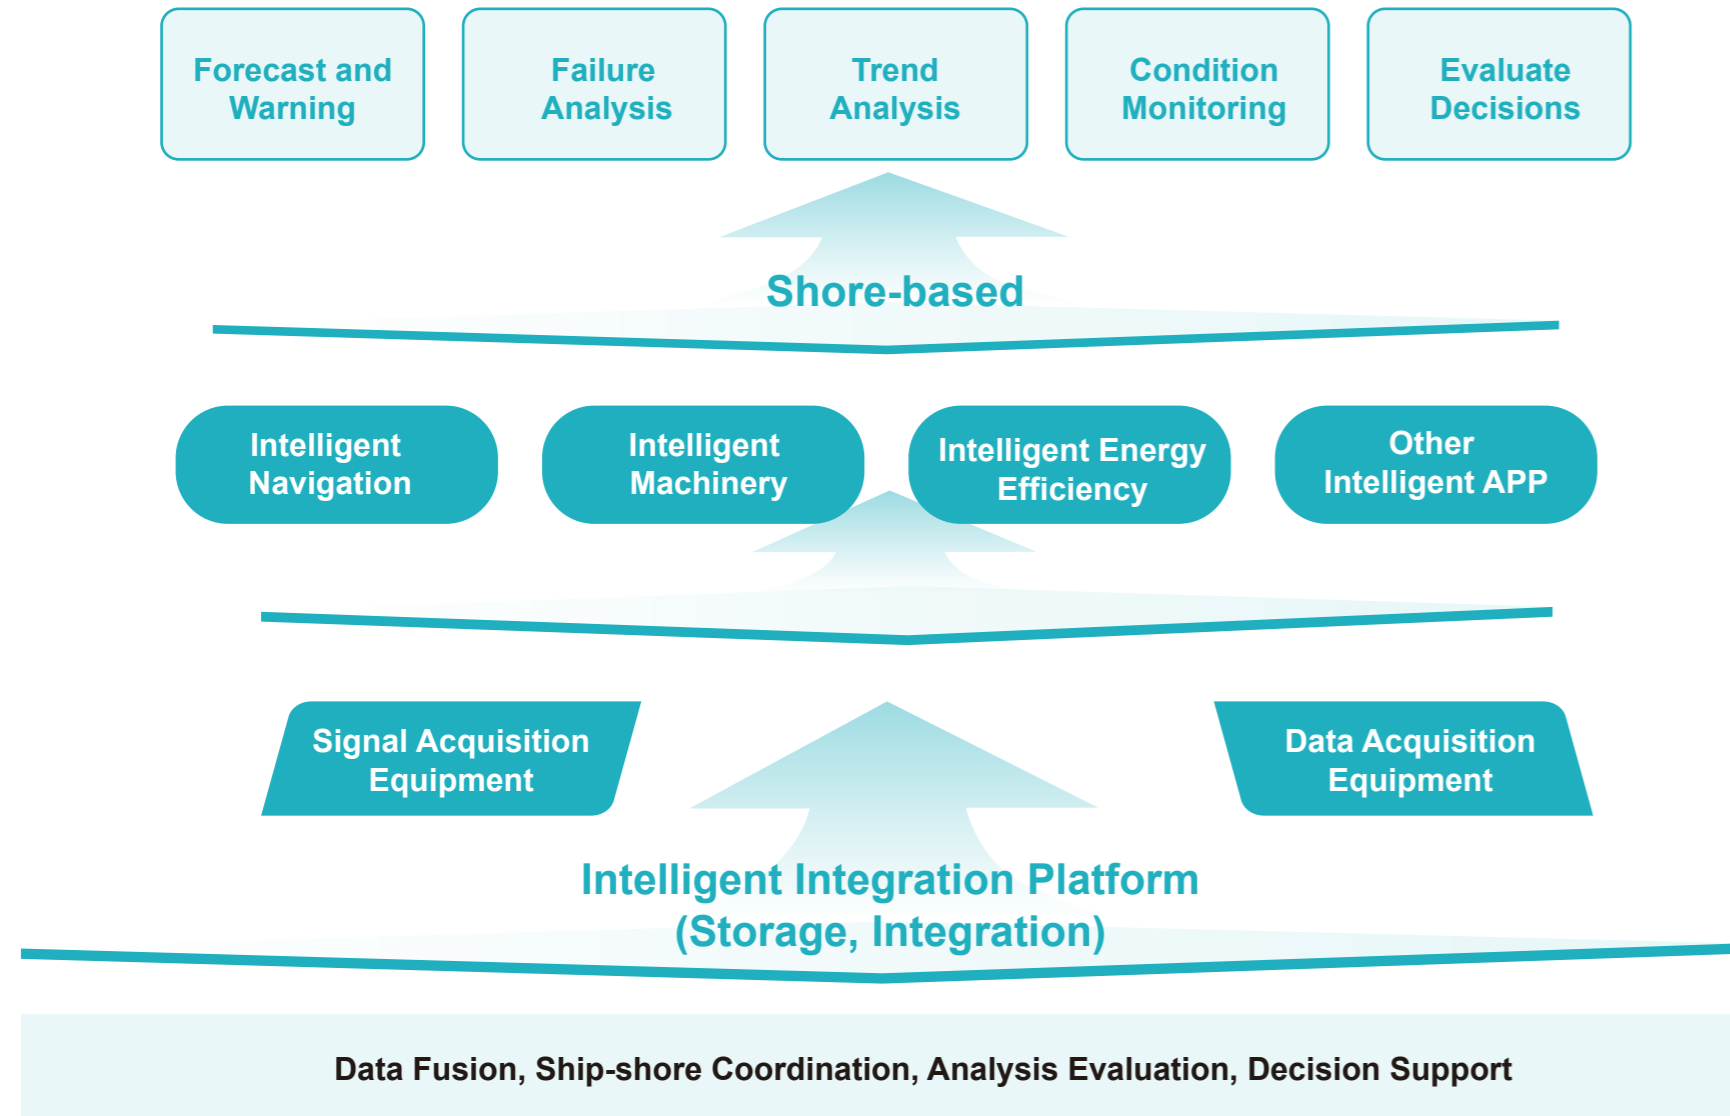 Forecast and
Warning
Failure
Analysis
Trend
Analysis
Condition
Monitoring
Evaluate
Decisions
Shore-based
Intelligent
Navigation
Intelligent
Machinery
Intelligent Energy
Efficiency
Other
Intelligent APP
Signal Acquisition
Equipment
Data Acquisition
Equipment
Intelligent Integration Platform
(Storage, Integration)
Data Fusion, Ship-shore Coordination, Analysis Evaluation, Decision Support